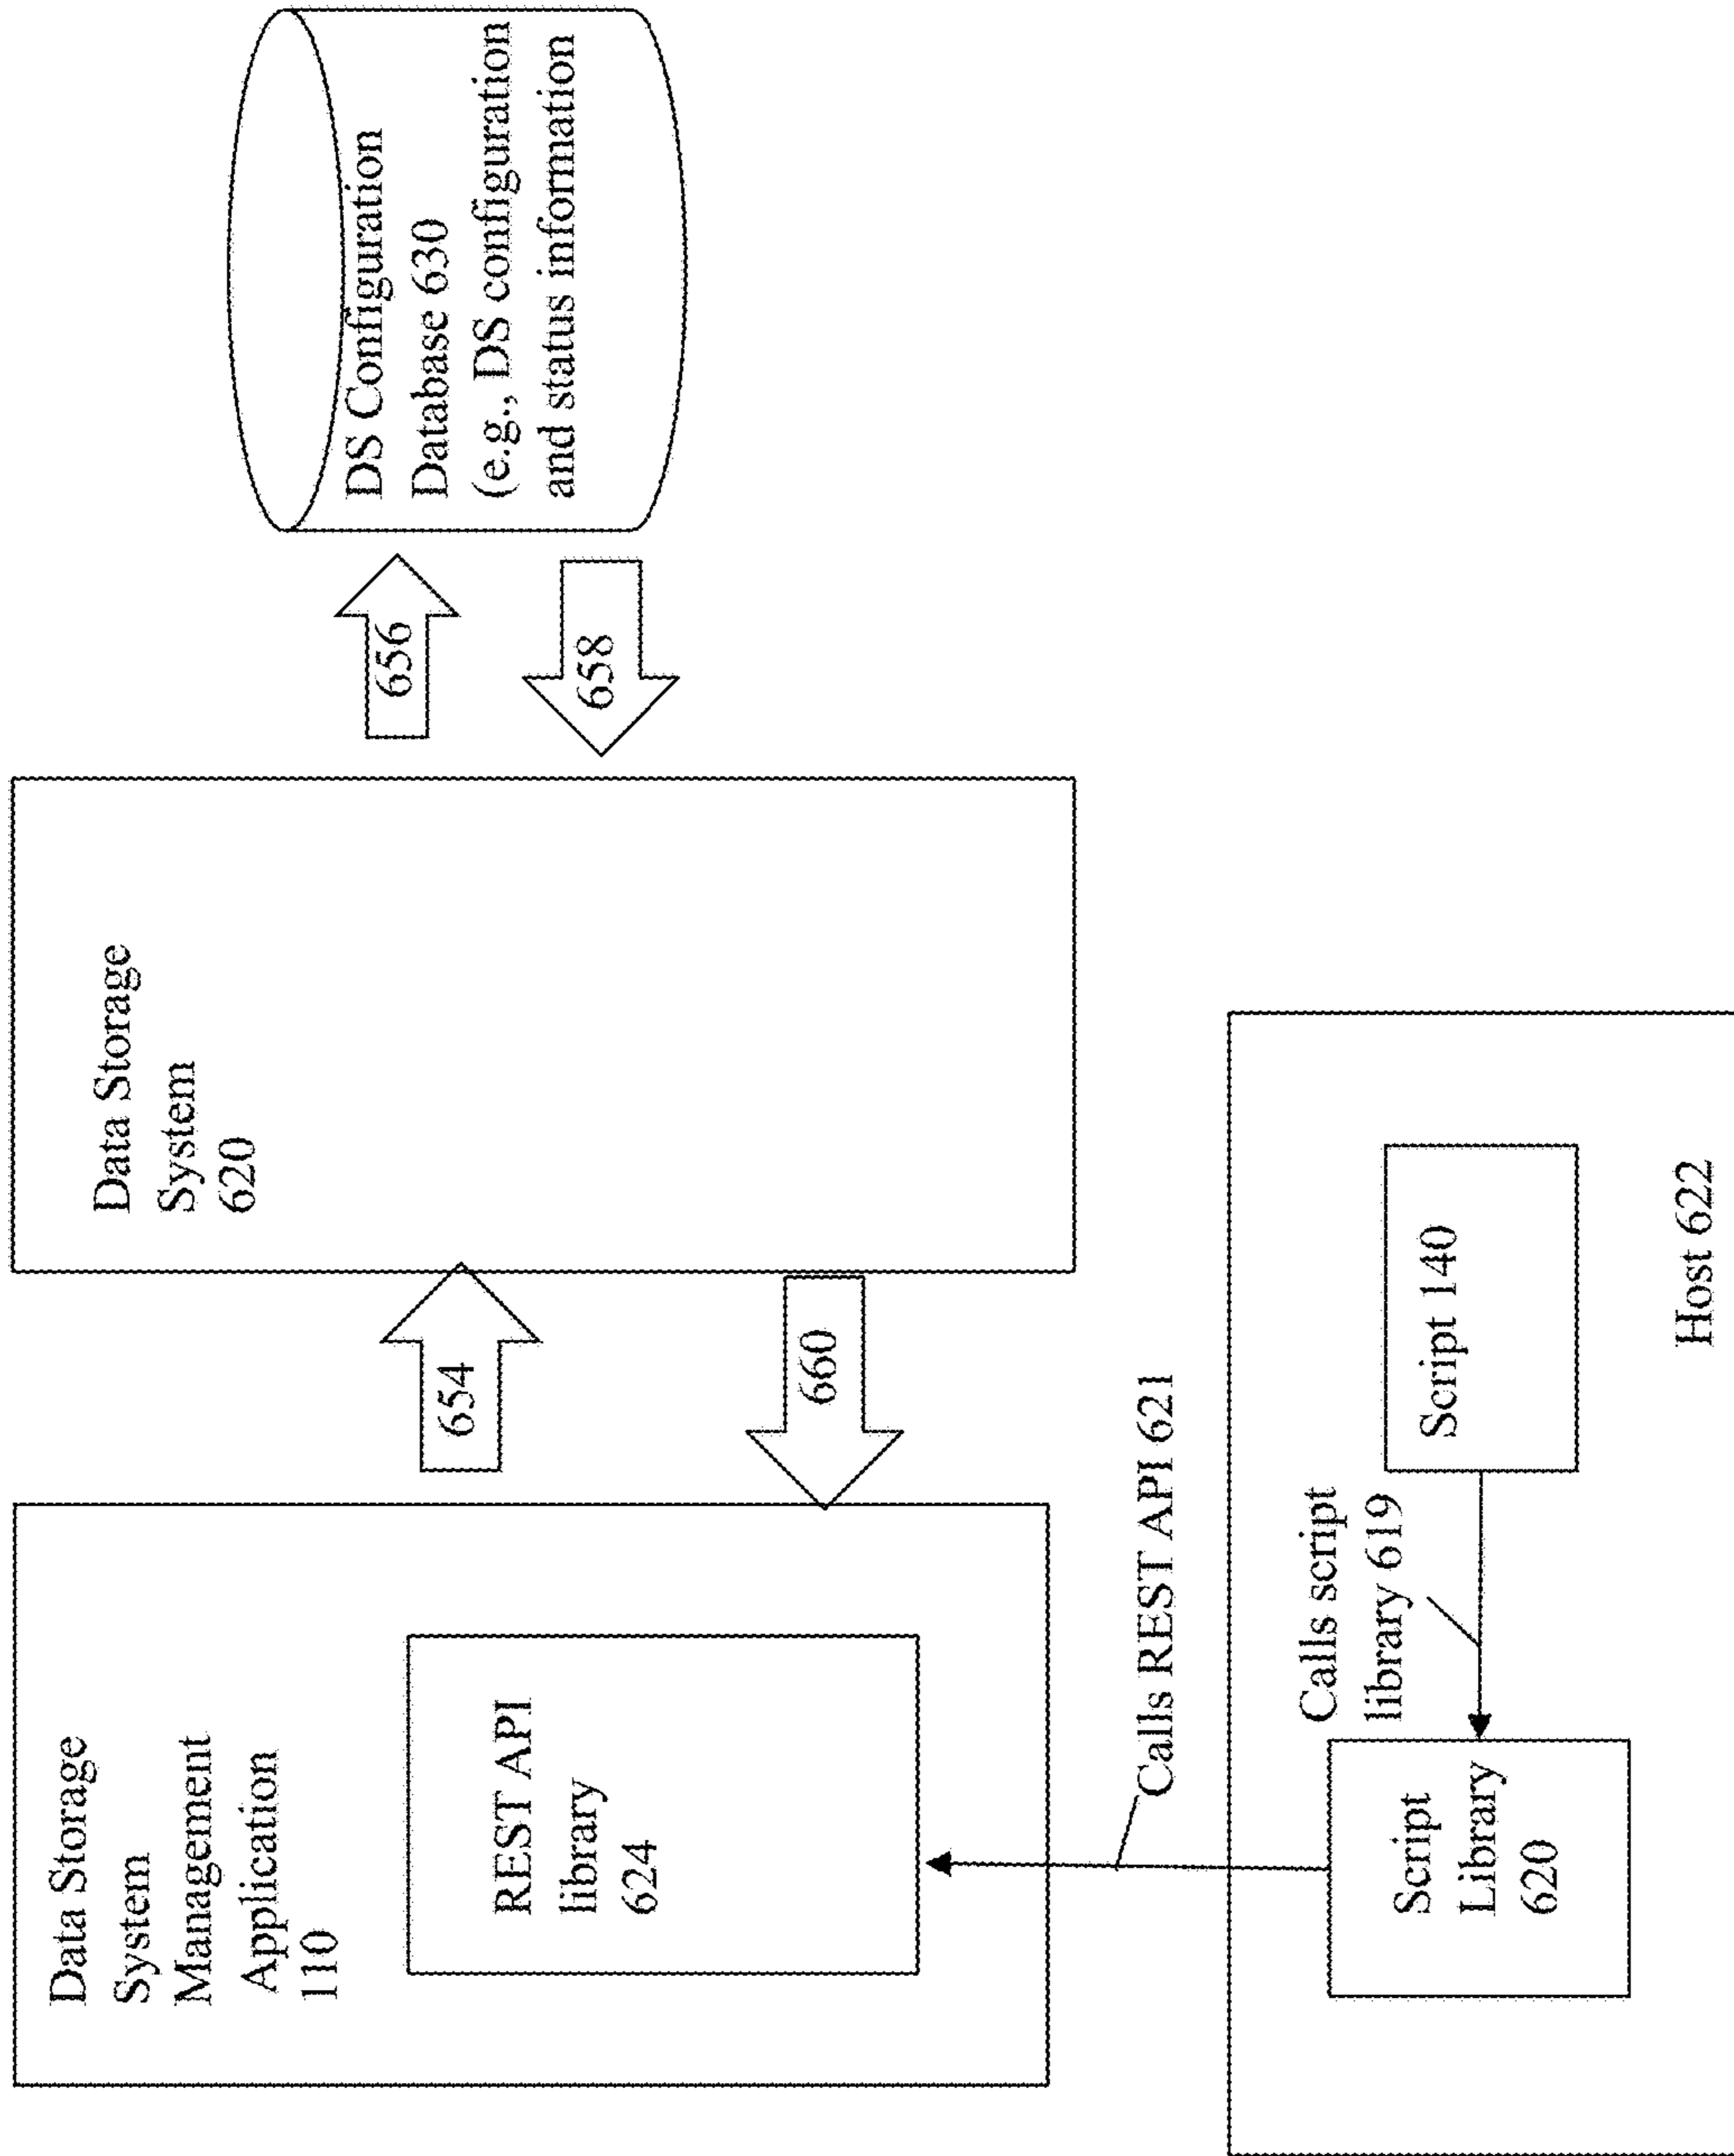 Data Storage
System
Management
Application
110
REST API
library
624
654
660
Data Storage
System
620
656
658
DS Configuration
Database 630
(e.g., DS configuration
and status information
Calls REST API 621
Script
Library
620
Calls script
library 619
Script 140
Host 622